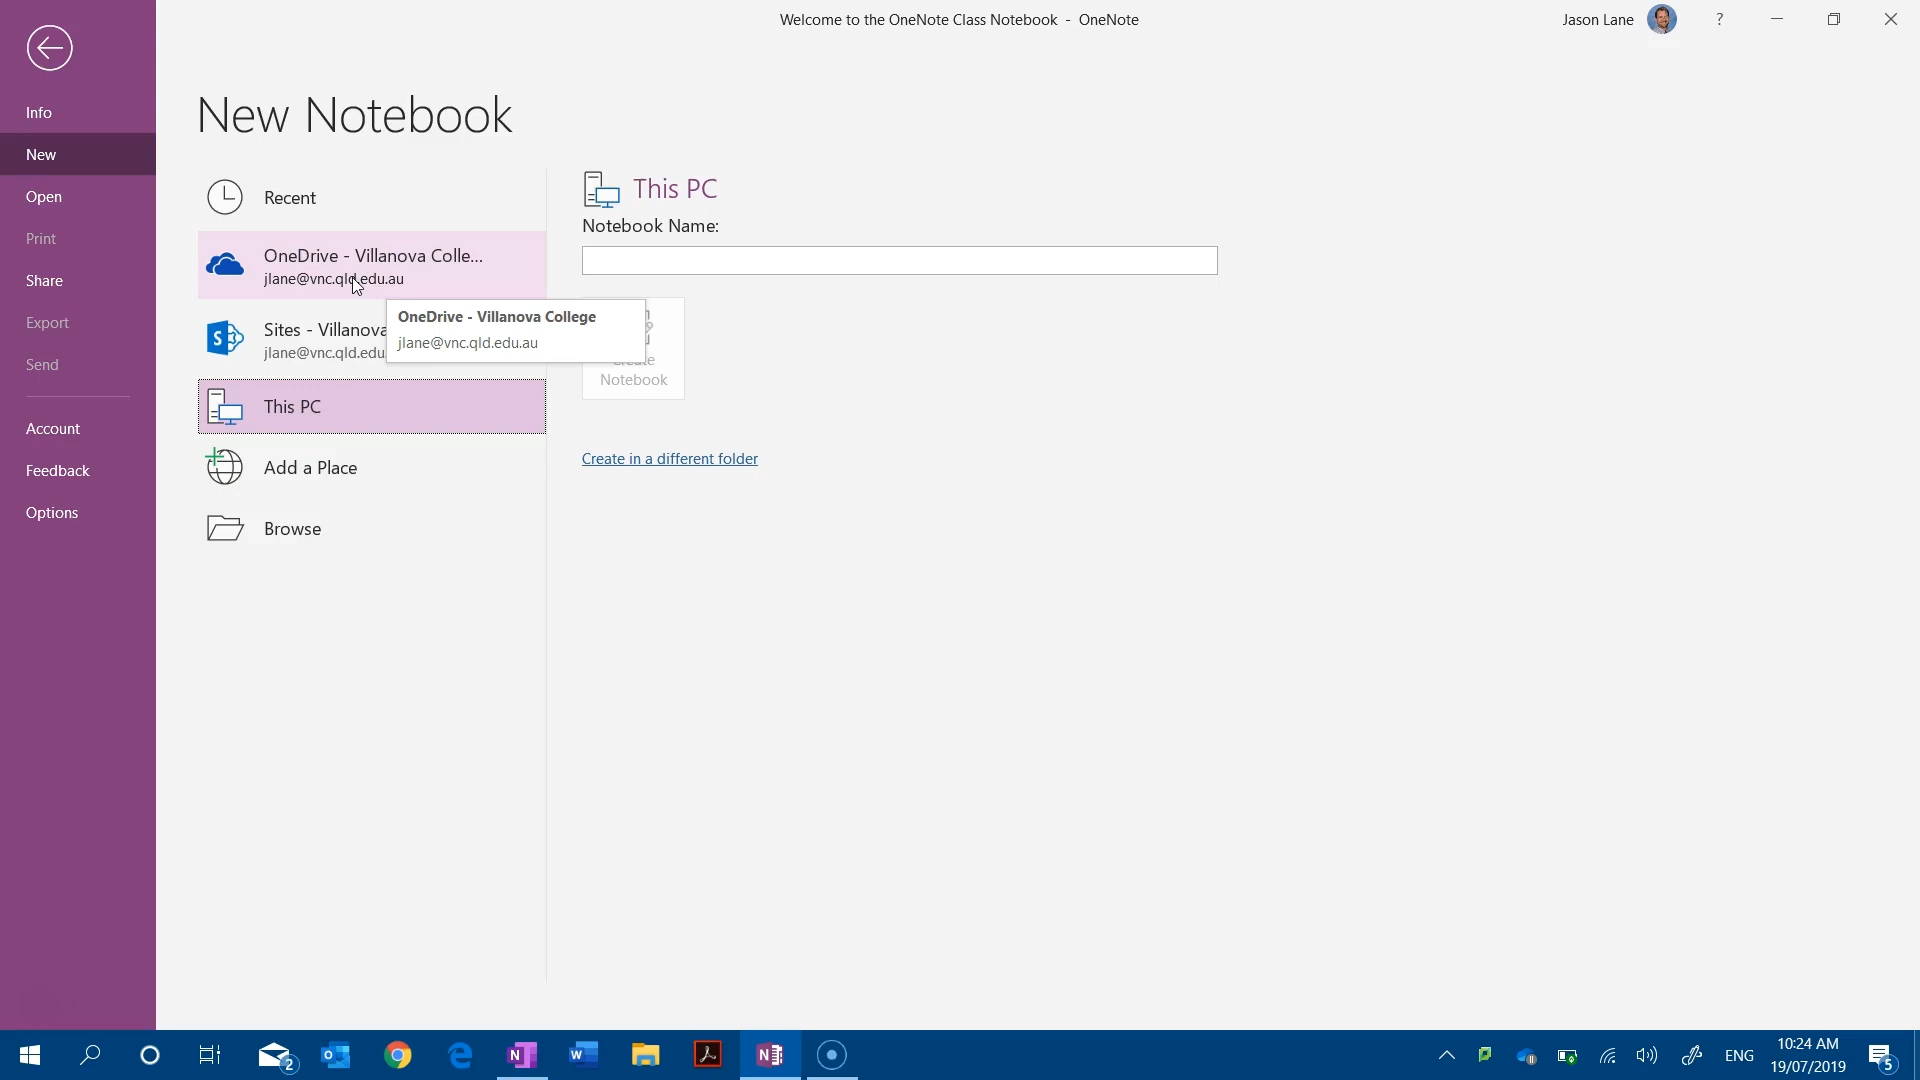 Welcome to the OneNote Class Notebook - OneNote
Jason Lane
?
Info
New
Open
Print
Share
Export
Send
Account
Feedback
Options
New Notebook
Recent
OneDrive - Villanova Colle...
jlane@vnc.qld.edu.au
Sites - Villanova
jlane@vnc.qld.edu.
OneDrive - Villanova College
jlane@vnc.qld.edu.au
This PC
Add a Place
Browse
This PC
Notebook Name:
Create
Notebook
Create in a different folder
2
ENG
10:24 AM
19/07/2019
5